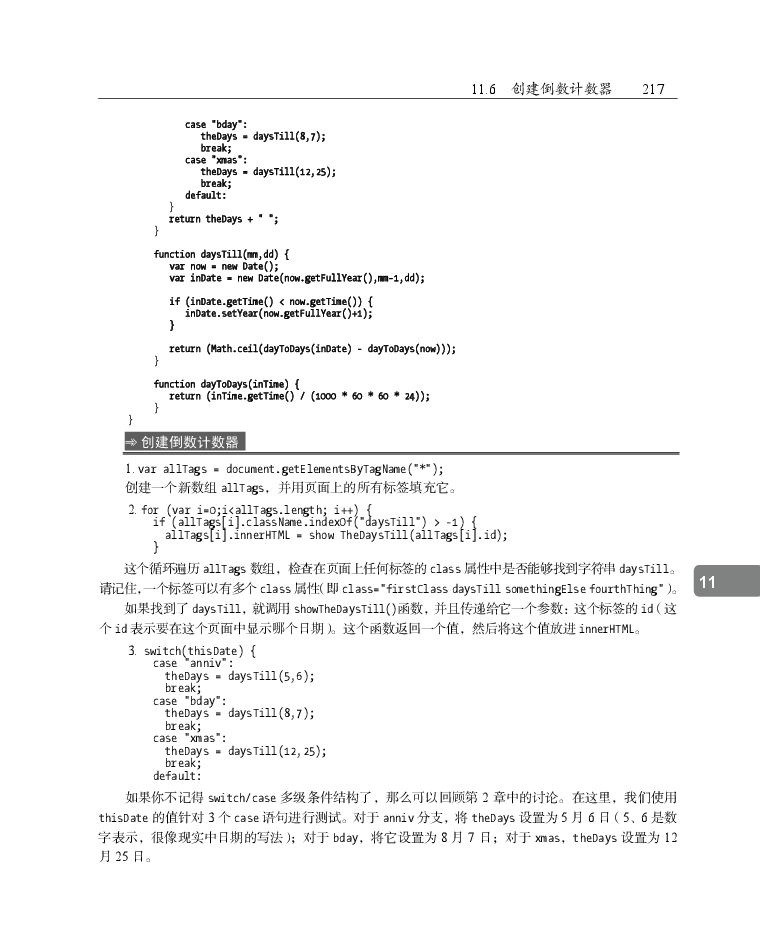 11.6 创建倒数计数器 217
case "bday":
theDays = daysTill(8,7);
break;
case "xmas":
theDays = daysTill(12,25);
break;
default:
}
return theDays + " ";
}
function daysTill(mm,dd) {
var now = new Date();
var inDate = new Date(now.getFullYear(),mm-1,dd);
if (inDate.getTime() < now.getTime()) {
inDate.setYear(now.getFullYear()+1);
}
return (Math.ceil(dayToDays(inDate) - dayToDays(now)));
}
function dayToDays(inTime) {
return (inTime.getTime() / (1000 * 60 * 60 * 24));
}
}
➾ 创建倒数计数器
1. var allTags = document.getElementsByTagName("*");
创建一个新数组 allTags，并用页面上的所有标签填充它。
2. for (var i=0;i<allTags.length; i++) {
if (allTags[i].className.indexOf("daysTill") > -1) {
allTags[i].innerHTML = show TheDaysTill(allTags[i].id);
}
这个循环遍历 allTags 数组，检查在页面上任何标签的 class 属性中是否能够找到字符串 daysTill。
请记住，一个标签可以有多个 class 属性（即 class="firstClass daysTill somethingElse fourthThing"）。
如果找到了 daysTill，就调用 showTheDaysTill()函数，并且传递给它一个参数：这个标签的 id（这
个 id 表示要在这个页面中显示哪个日期）。这个函数返回一个值，然后将这个值放进 innerHTML。
11
3. switch(thisDate) {
case "anniv":
theDays = daysTill(5,6);
break;
case "bday":
theDays = daysTill(8,7);
break;
case "xmas":
theDays = daysTill(12,25);
break;
default:
如果你不记得 switch/case 多级条件结构了，那么可以回顾第 2 章中的讨论。在这里，我们使用
thisDate 的值针对 3 个 case 语句进行测试。对于 anniv 分支，将 theDays 设置为 5 月 6 日（5、6 是数
字表示，很像现实中日期的写法）；对于 bday，将它设置为 8 月 7 日；对于 xmas，theDays 设置为 12
月 25 日。